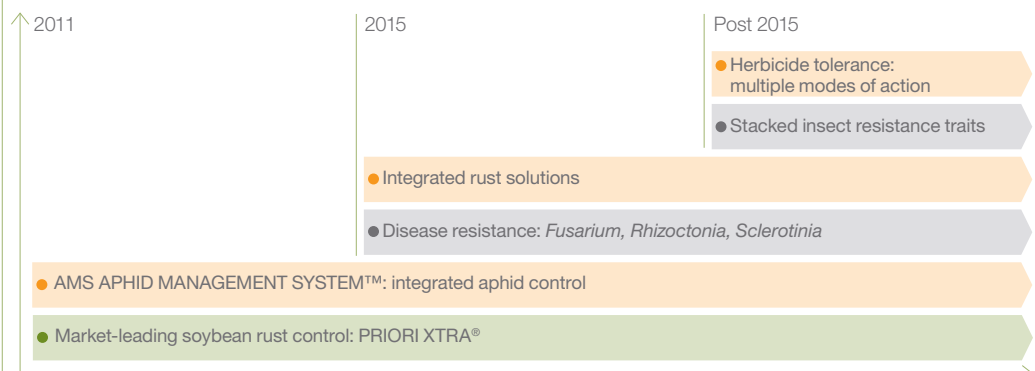 2011
2015
Post 2015
Herbicide tolerance:
multiple modes of action
Stacked insect resistance traits
Integrated rust solutions
Disease resistance: Fusarium, Rhizoctonia, Sclerotinia
AMS APHID MANAGEMENT SYSTEM™: integrated aphid control
Market-leading soybean rust control: PRIORI XTRA®